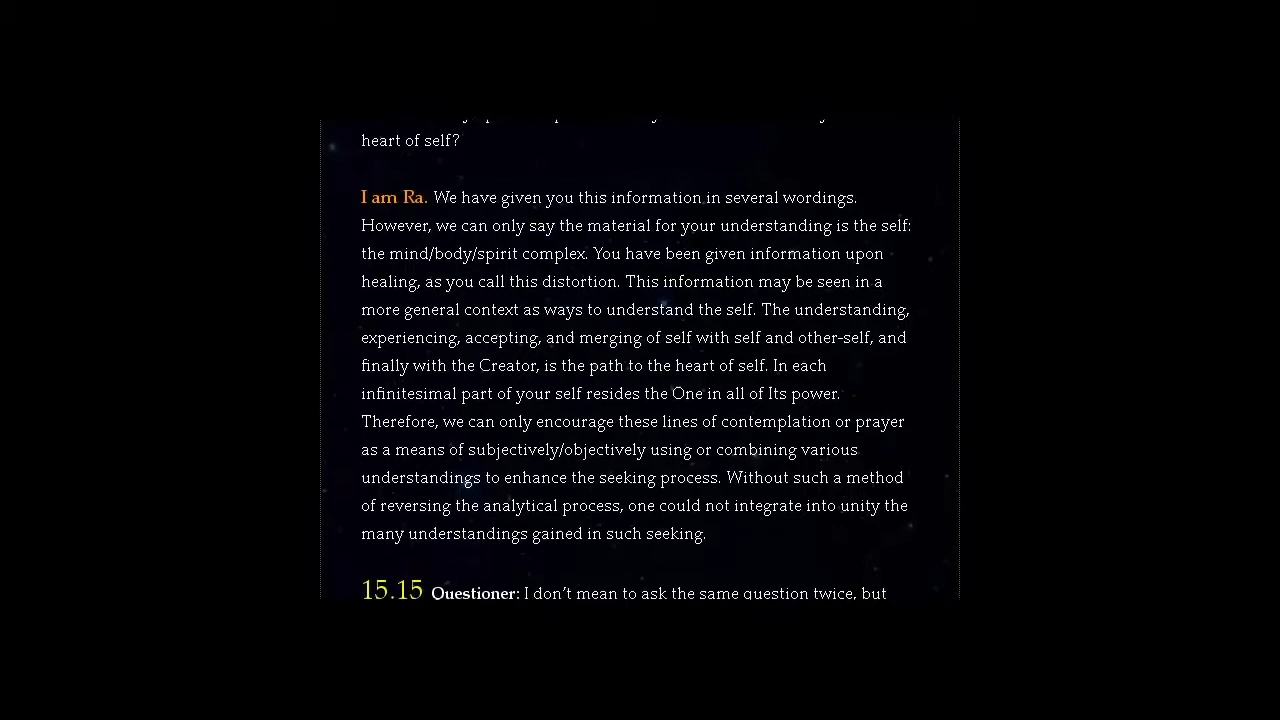 heart of self?
I am Ra. We have given you this information in several wordings.
However, we can only say the material for your understanding is the self:
the mind/body/spirit complex. You have been given information upon
healing, as you call this distortion. This information may be seen in a
more general context as ways to understand the self. The understanding,
experiencing, accepting, and merging of self with self and other-self, and
finally with the Creator, is the path to the heart of self. In each
infinitesimal part of your self resides the One in all of Its power.
Therefore, we can only encourage these lines of contemplation or prayer
as a means of subjectively/objectively using or combining various
understandings to enhance the seeking process. Without such a method
of reversing the analytical process, one could not integrate into unity the
many understandings gained in such seeking.
15.15 Questioner: I don't mean to ask the same question twice, but